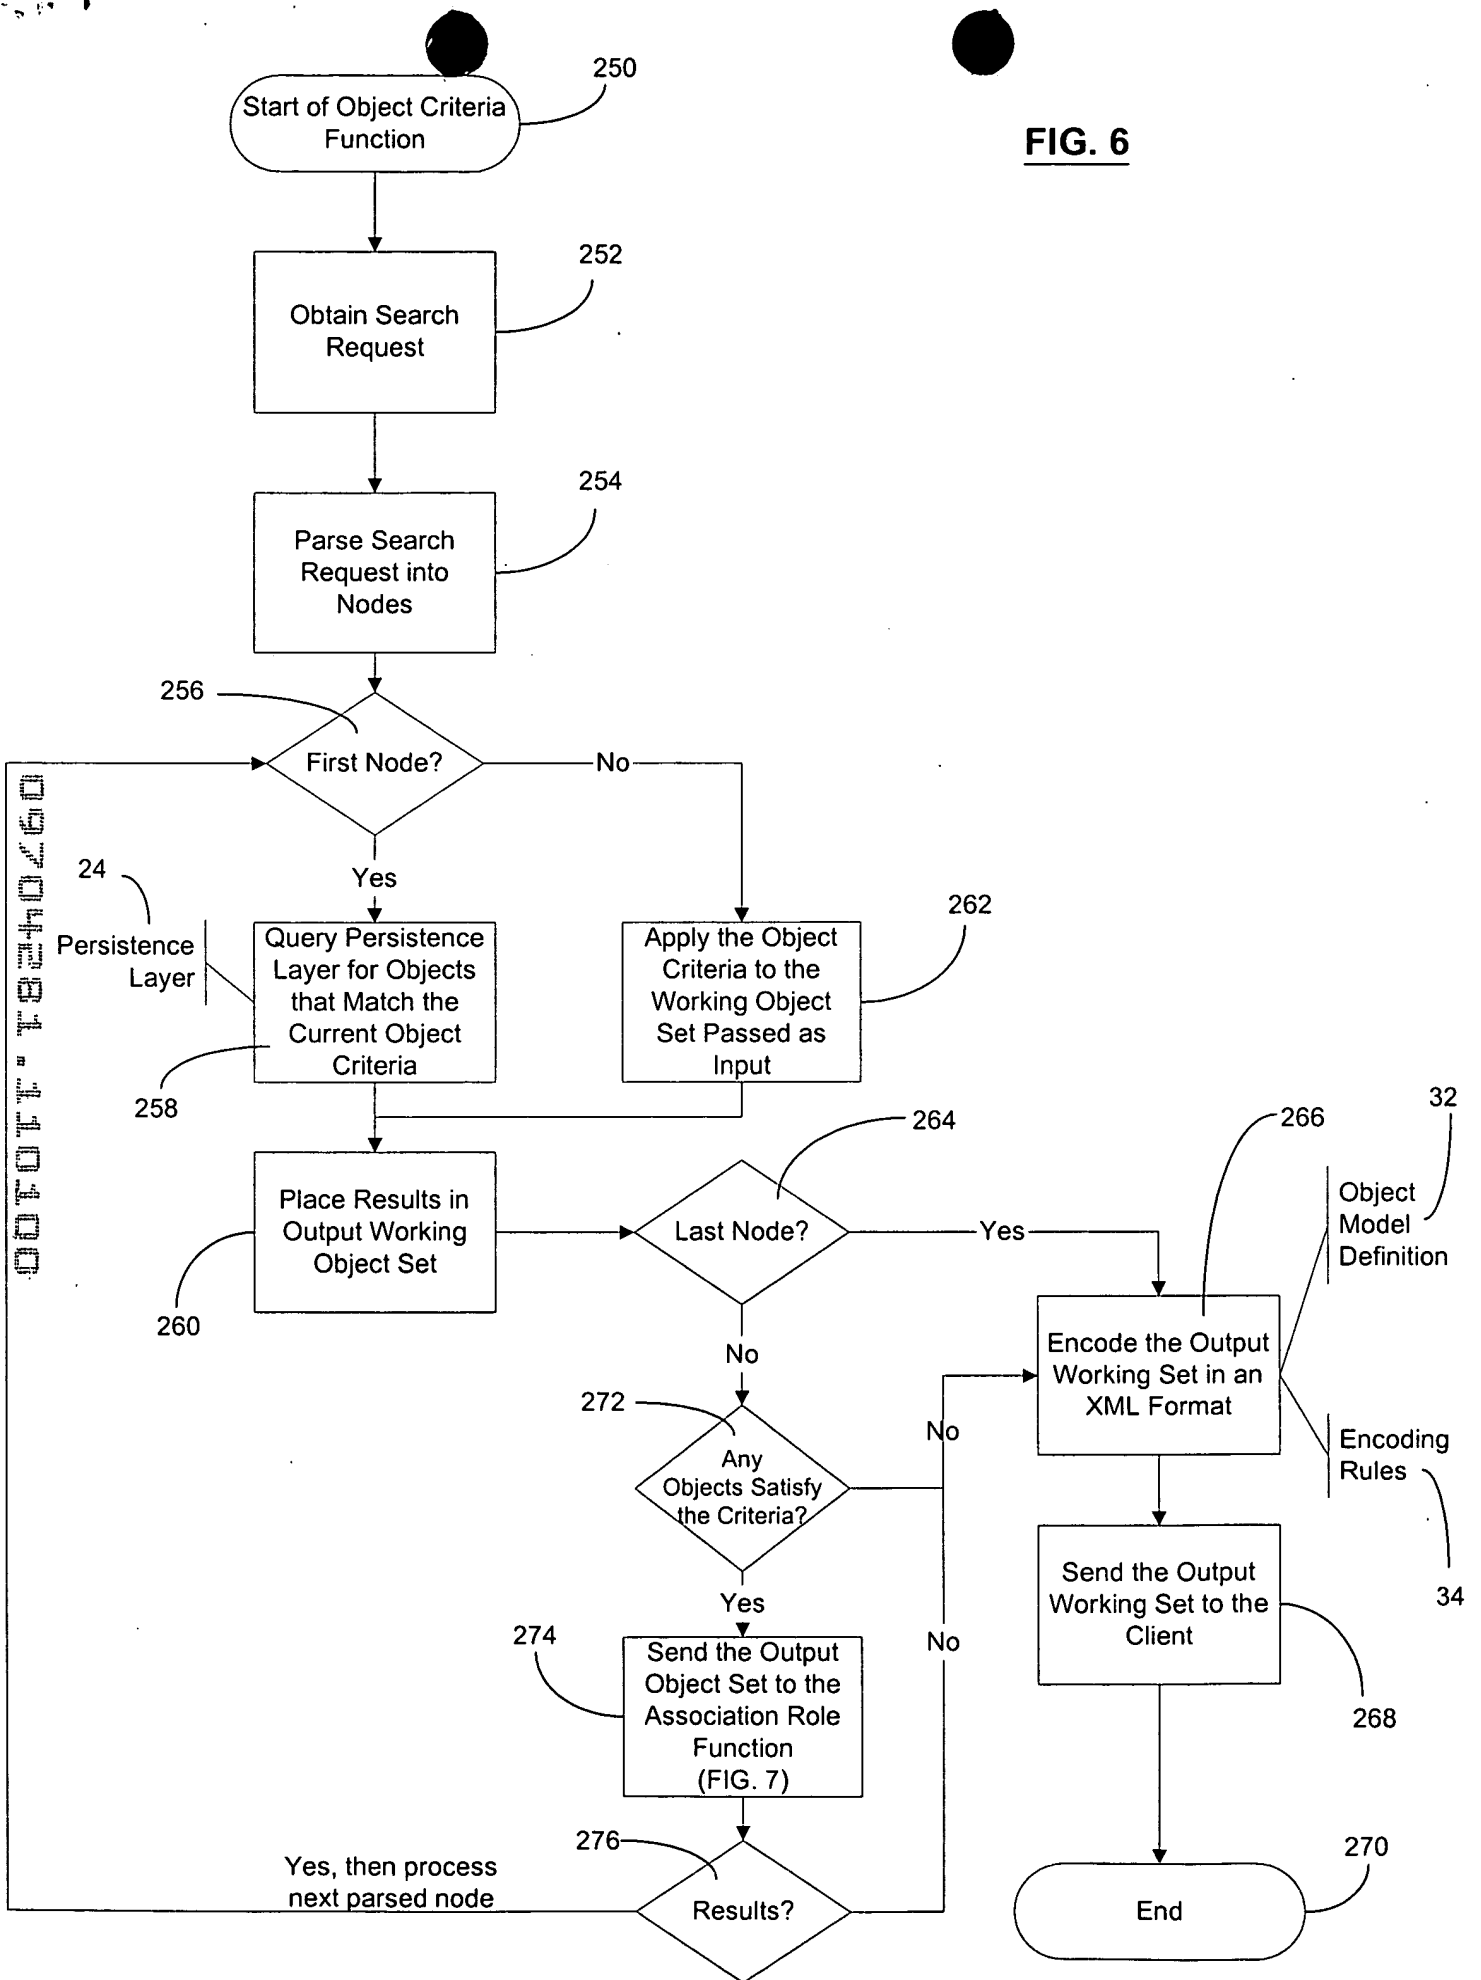 250
Start of Object Criteria
Function
FIG. 6
252
Obtain Search
Request
254
Parse Search
Request into
Nodes
256
First Node?
No
Yes
24
Persistence
Layer
Query Persistence
Layer for Objects
that Match the
Current Object
Criteria
258
262
Apply the Object
Criteria to the
Working Object
Set Passed as
Input
09704281.110100
Place Results in
Output Working
Object Set
260
264
Last Node?
Yes
No
266
32
Object
Model
Definition
Encode the Output
Working Set in an
XML Format
Encoding
Rules
34
272
Any
Objects Satisfy
the Criteria?
No
Yes
Send the Output
Working Set to the
Client
268
274
Send the Output
Object Set to the
Association Role
Function
(FIG. 7)
No
276
Results?
Yes, then process
next parsed node
270
End